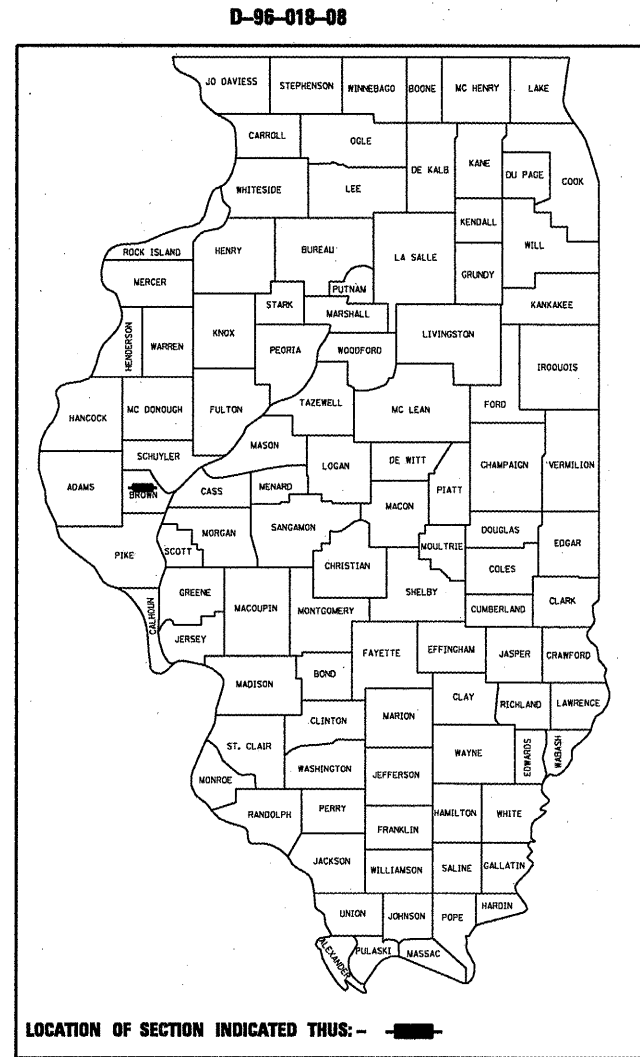 D-96-018-08
JO DAVIESS STEPHENSON WINNEBAGO BOONE MC HENRY LAKE
CARROLL OGLE DE KALB KANE DU PAGE COOK
WHITESIDE LEE
KENDALL WILL
ROCK ISLAND HENRY BUREAU LA SALLE GRUNDY
MERCER PUTNAM
STARK MARSHALL KANKAKEE
HENDERSON WARREN KNOX PEORIA WOODFORD LIVINGSTON IROQUOIS
HANCOCK MC DONOUGH FULTON TAZEWELL MC LEAN FORD
SCHUYLER MASON LOGAN DE WITT CHAMPAIGN VERMILION
ADAMS BROWN CASS MENARD MACON PIATT
MORGAN SANGAMON DOUGLAS EDGAR
PIKE SCOTT CHRISTIAN MOULTRIE COLES
GREENE MACOUPIN MONTGOMERY SHELBY CUMBERLAND CLARK
CALHOUN JERSEY
FAYETTE EFFINGHAM JASPER CRAWFORD
MADISON BOND
CLINTON MARION CLAY RICHLAND LAWRENCE
ST. CLAIR WASHINGTON JEFFERSON WAYNE EDWARDS WABASH
MONROE
RANDOLPH PERRY HAMILTON WHITE
FRANKLIN
JACKSON WILLIAMSON SALINE GALLATIN
UNION JOHNSON POPE HARDIN
ALEXANDER PULASKI MASSAC
LOCATION OF SECTION INDICATED THUS: -